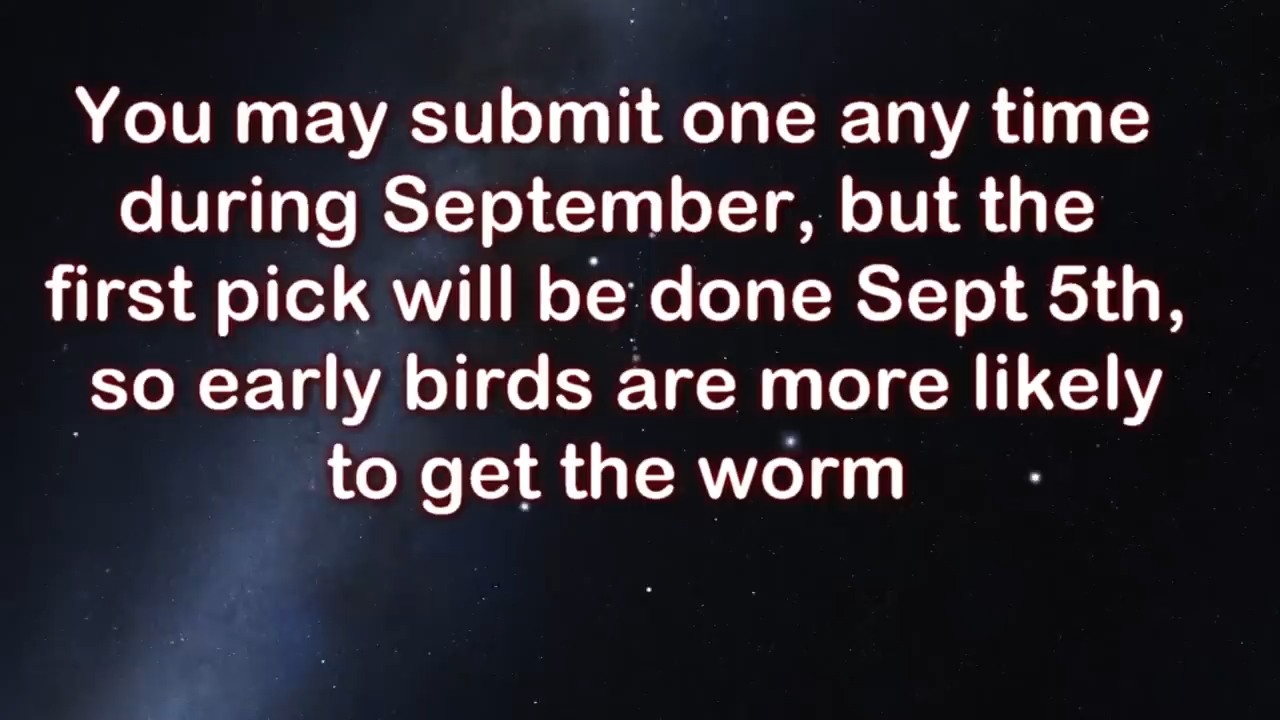 You may submit one any time
during September, but the
first pick will be done Sept 5th,
so early birds are more likely
to get the worm